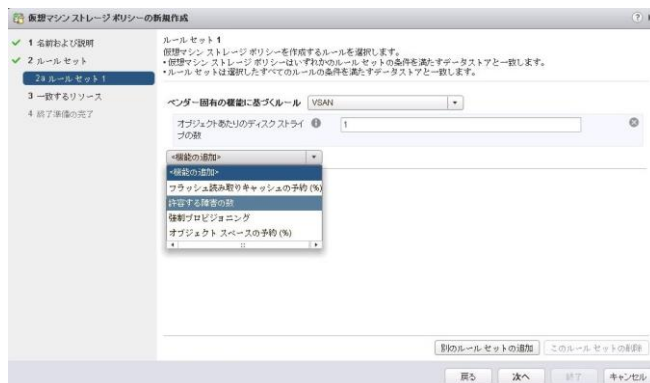 仮想マシン ストレージ ポリシーの新規作成
?
✓ 1 名前および説明
✓ 2 ルール セット
2a ルール セット 1
3 一致するリソース
4 終了準備の完了
ルール セット 1
仮想マシン ストレージ ポリシーを作成するルールを選択します。
• 仮想マシン ストレージ ポリシーはいずれかのルール セットの条件を満たすデータストアと一致します。
• ルール セットは選択したすべてのルールの条件を満たすデータストアと一致します。
ベンダー固有の機能に基づくルール VSAN
オブジェクトあたりのディスク ストライプの数 1
<機能の追加>
<機能の追加>
フラッシュ読み取りキャッシュの予約 (%)
許容する障害の数
強制プロビジョニング
オブジェクト スペースの予約 (%)
別のルール セットの追加 このルール セットの削除
戻る 次へ 終了 キャンセル